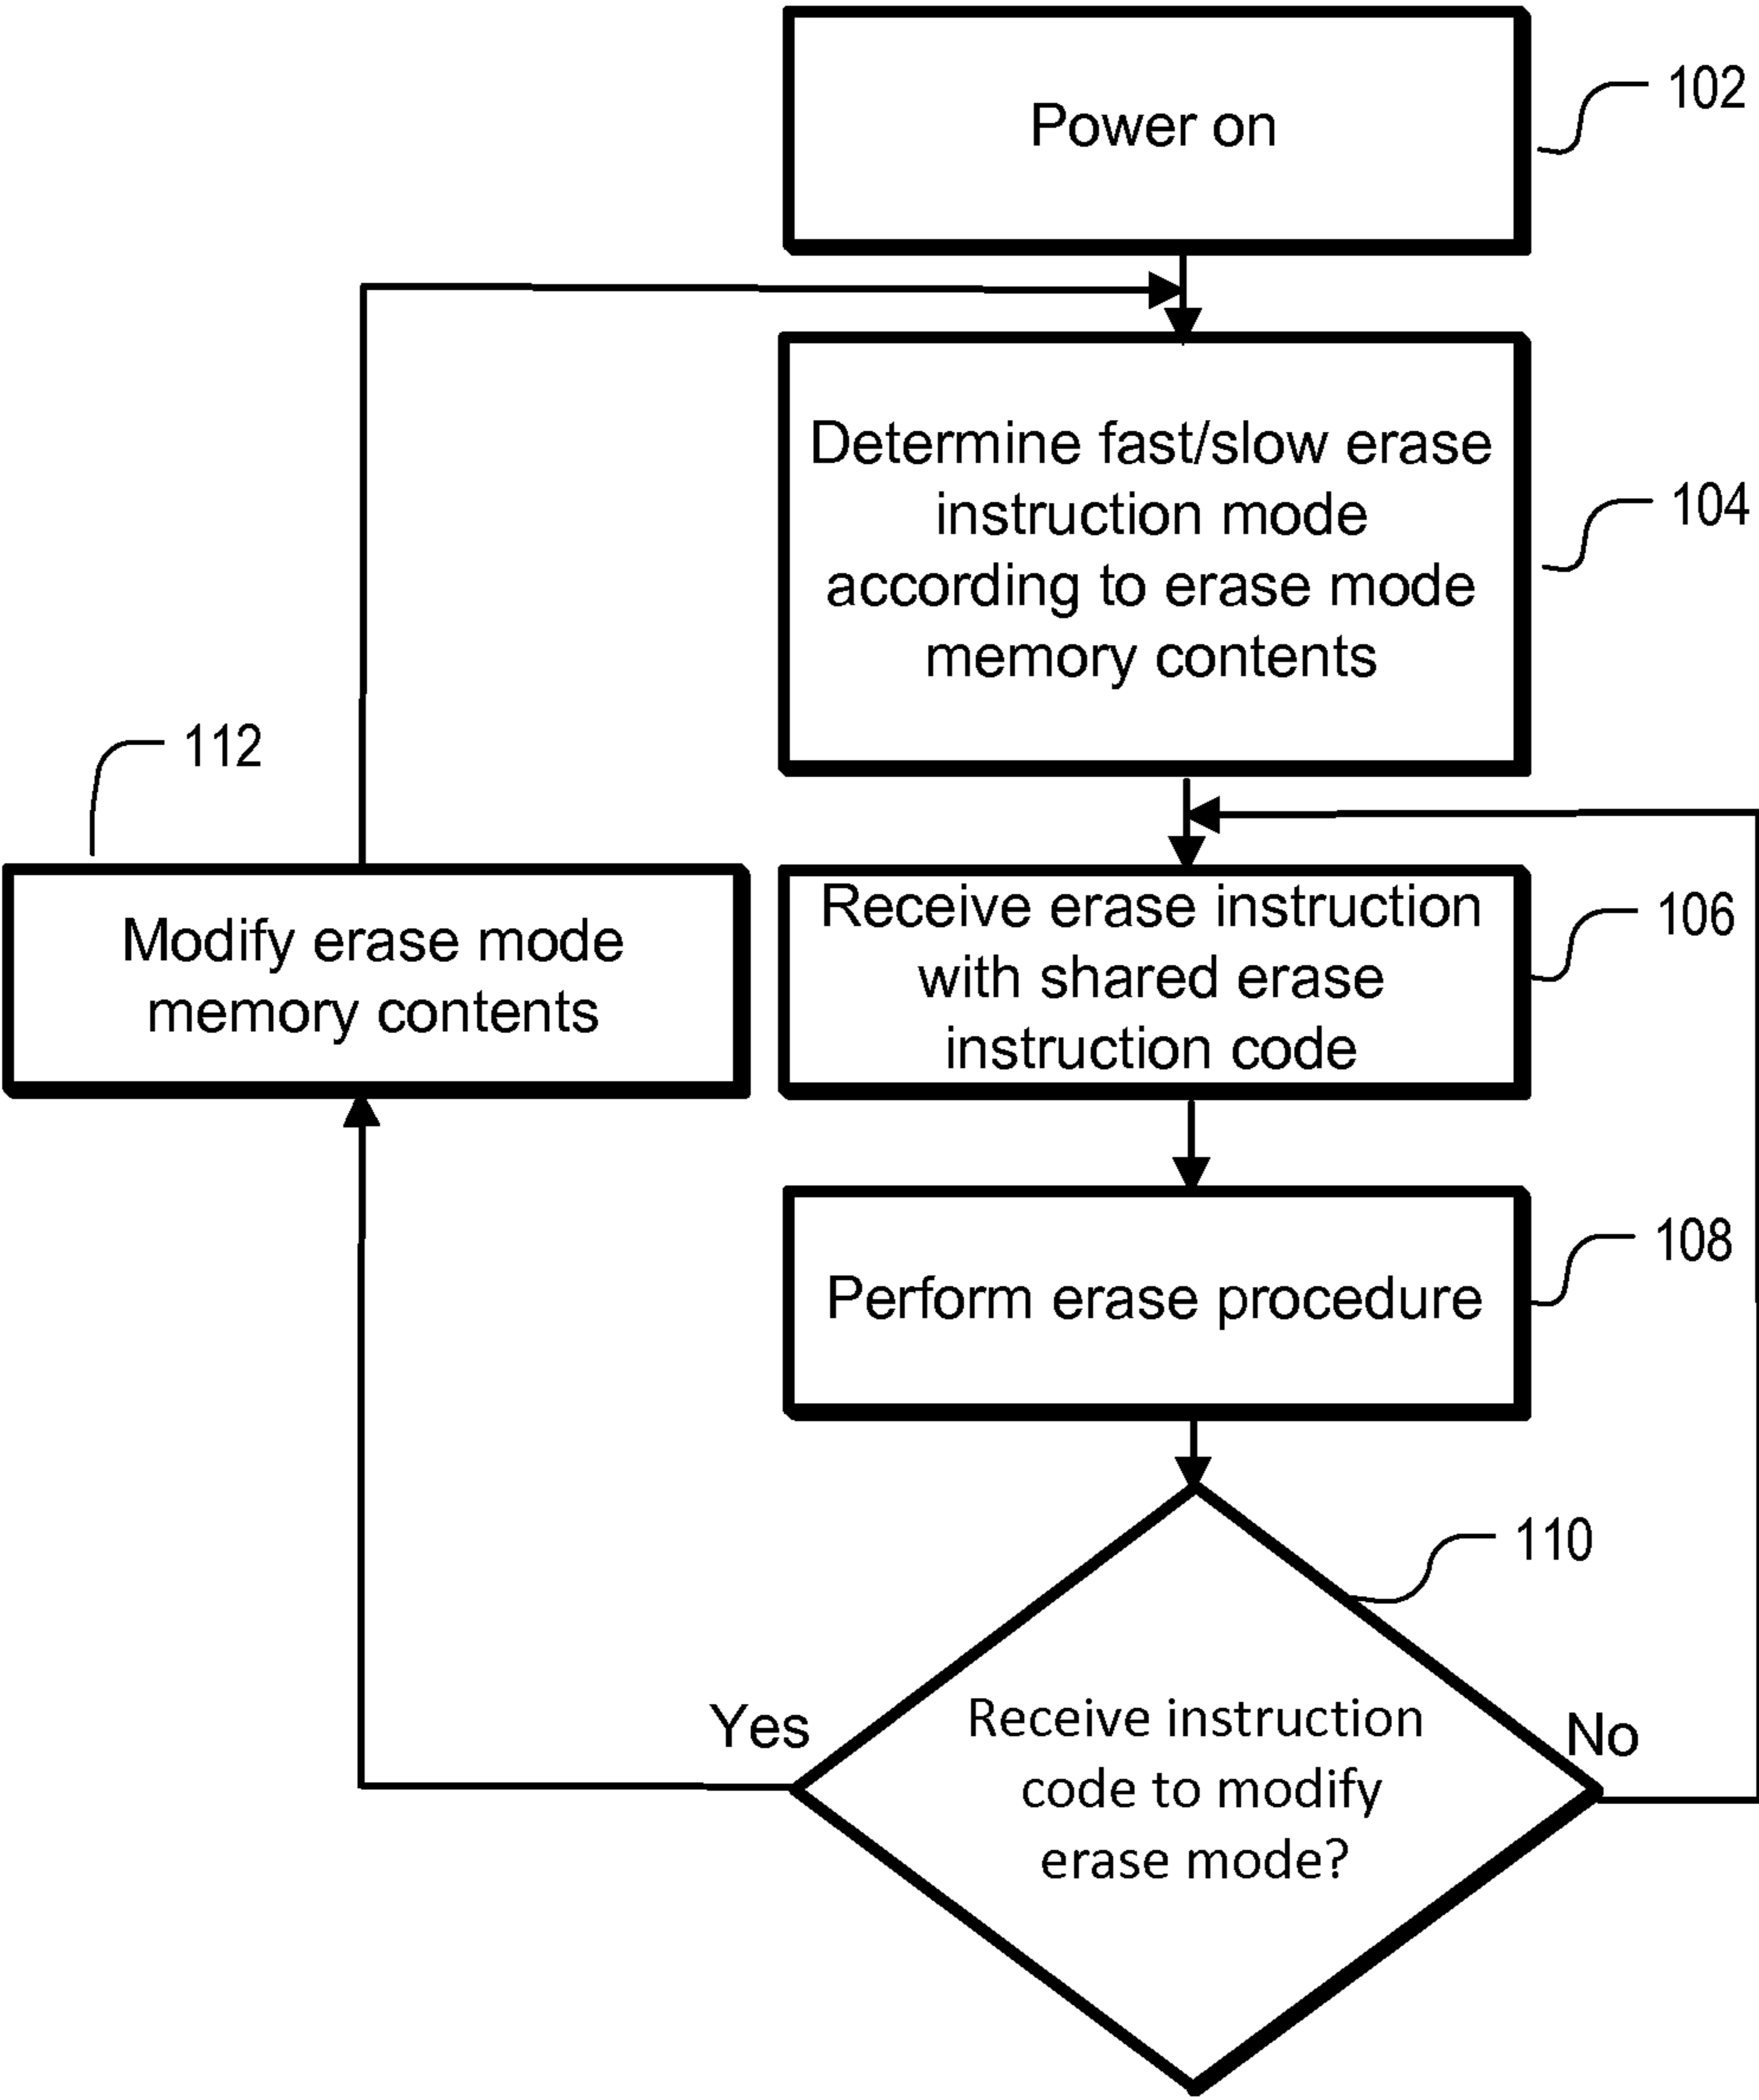 Power on
102
Determine fast/slow erase
instruction mode
according to erase mode
memory contents
104
112
Modify erase mode
memory contents
Receive erase instruction
with shared erase
instruction code
106
Perform erase procedure
108
110
Receive instruction
code to modify
erase mode?
Yes
No